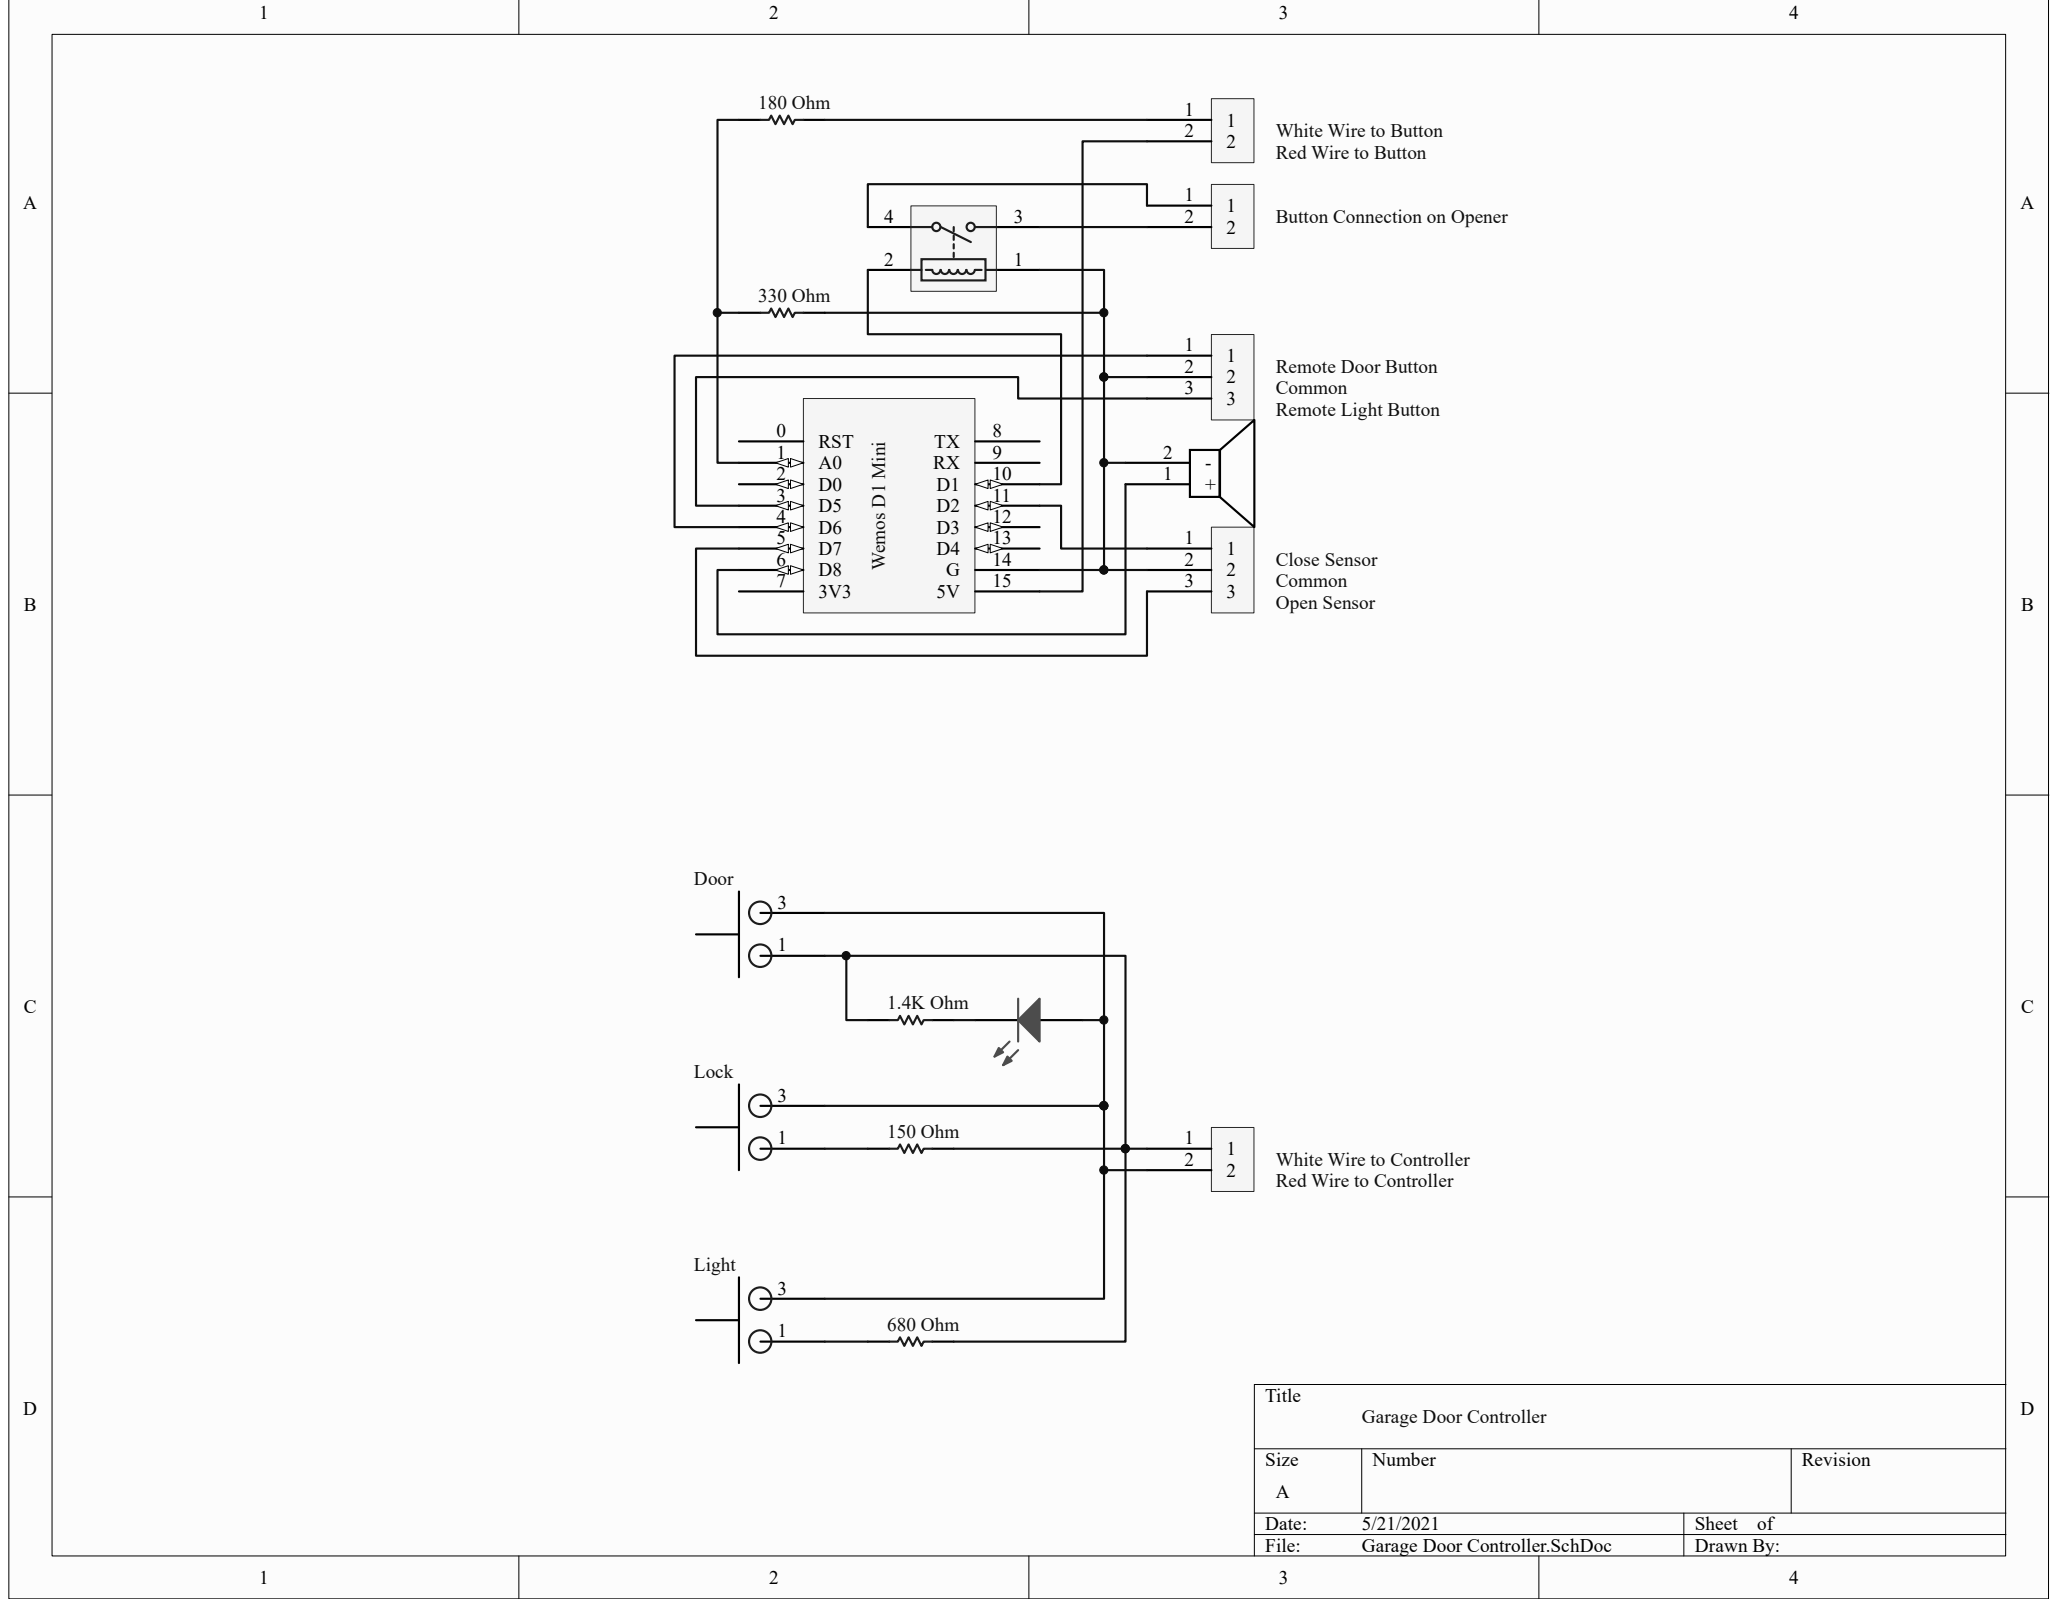 1 2 3 4
A A
B B
C C
D D
180 Ohm
1 1
2 2
White Wire to Button
Red Wire to Button
1 1
2 2
Button Connection on Opener
4 3
2 1
330 Ohm
1 1
2 2
3 3
Remote Door Button
Common
Remote Light Button
Wemos D1 Mini
0 RST TX 8
1 A0 RX 9
2 D0 D1 10
3 D5 D2 11
4 D6 D3 12
5 D7 D4 13
6 D8 G 14
7 3V3 5V 15
2 -
1 +
1 1
2 2
3 3
Close Sensor
Common
Open Sensor
Door
3
1
1.4K Ohm
Lock
3
1
150 Ohm
1 1
2 2
White Wire to Controller
Red Wire to Controller
Light
3
1
680 Ohm
Title
Garage Door Controller
Size Number Revision
A
Date: 5/21/2021 Sheet of
File: Garage Door Controller.SchDoc Drawn By:
1 2 3 4